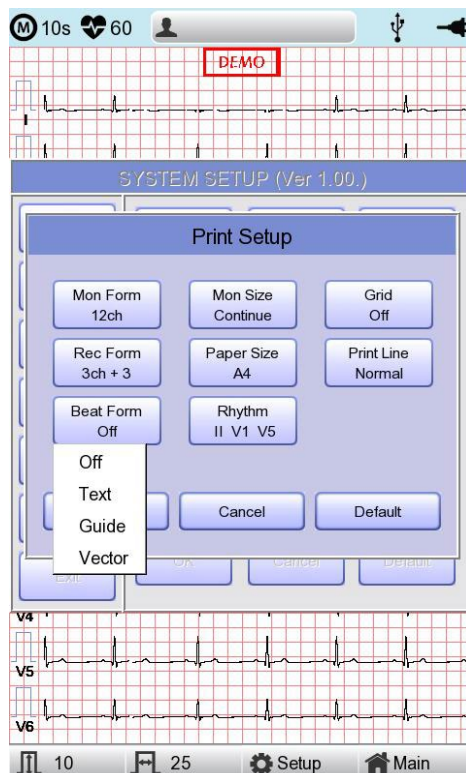 M 10s 60
DEMO
I
SYSTEM SETUP (Ver 1.00.)
Print Setup
Mon Form
12ch
Mon Size
Continue
Grid
Off
Rec Form
3ch + 3
Paper Size
A4
Print Line
Normal
Beat Form
Off
Rhythm
II V1 V5
Off
Text
Guide
Vector
Cancel
Default
Exit
OK
Cancel
Default
V4
V5
V6
10 25 Setup Main